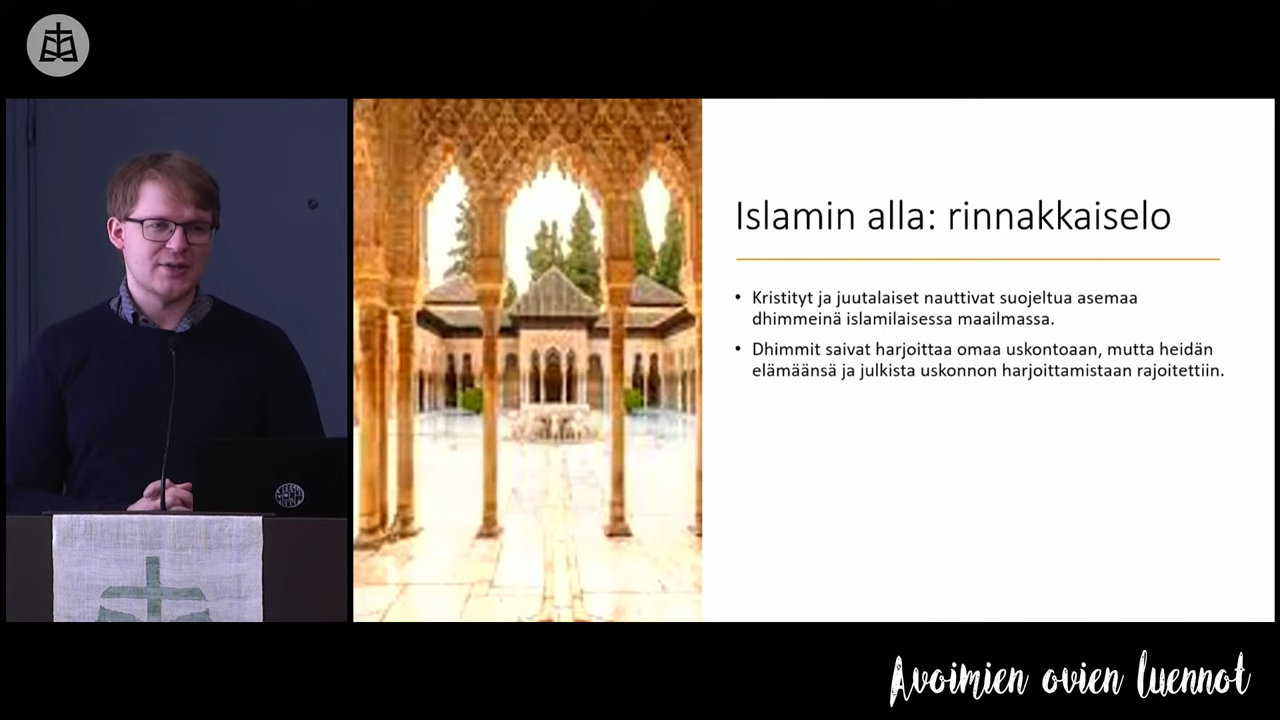 Islamin alla: rinnakkaiselo
• Kristityt ja juutalaiset nauttivat suojeltua asemaa
dhimmeinä islamilaisessa maailmassa.
• Dhimmit saivat harjoittaa omaa uskontoaan, mutta heidän
elämäänsä ja julkista uskonnon harjoittamistaan rajoitettiin.
Avoimien ovien luennot